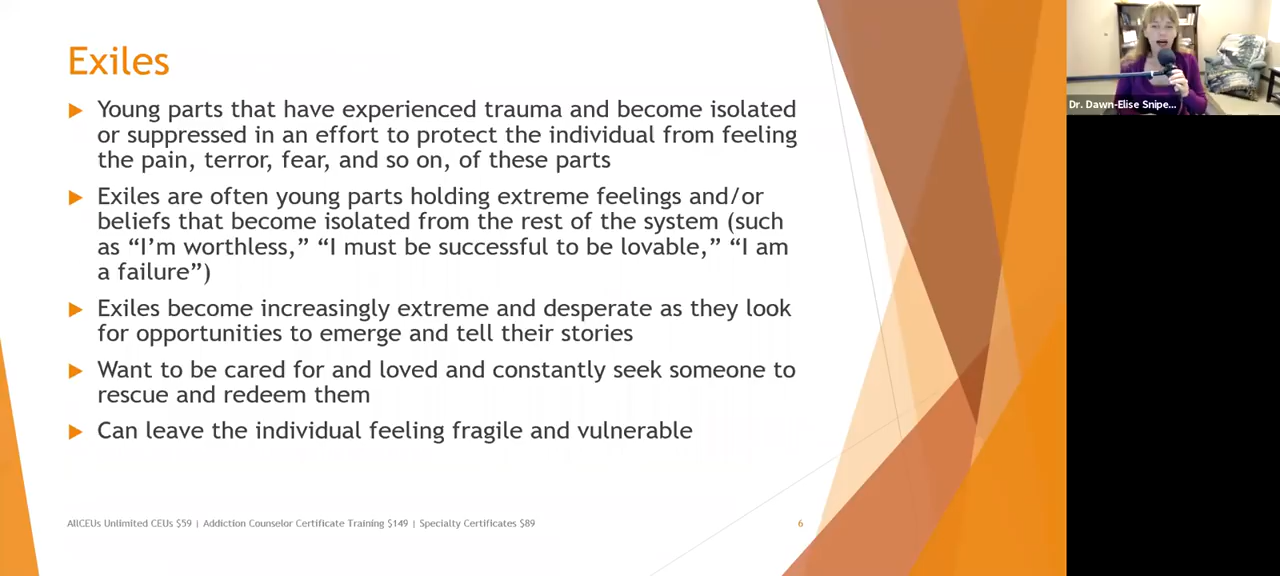 Exiles
Young parts that have experienced trauma and become isolated
or suppressed in an effort to protect the individual from feeling
the pain, terror, fear, and so on, of these parts
Exiles are often young parts holding extreme feelings and/or
beliefs that become isolated from the rest of the system (such
as “I’m worthless,” “I must be successful to be lovable,” “I am
a failure”)
Exiles become increasingly extreme and desperate as they look
for opportunities to emerge and tell their stories
Want to be cared for and loved and constantly seek someone to
rescue and redeem them
Can leave the individual feeling fragile and vulnerable
AllCEUs Unlimited CEUs $59 | Addiction Counselor Certificate Training $149 | Specialty Certificates $89
6
Dr. Dawn-Elise Snipe...